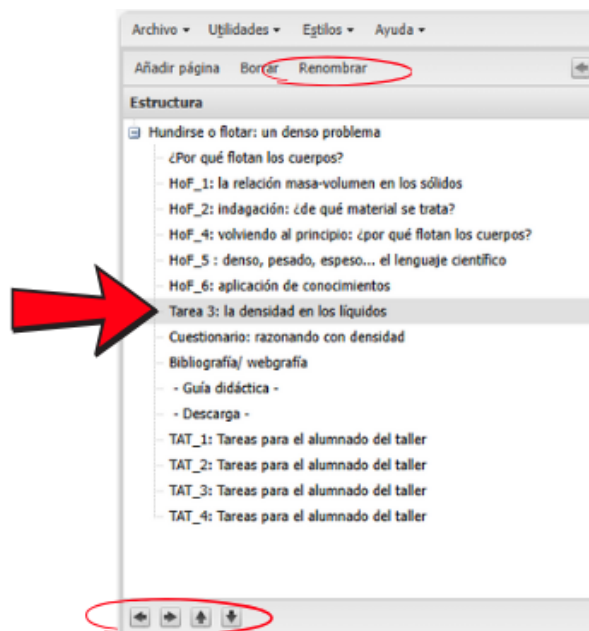 Archivo Utilidades Estilos Ayuda
Añadir página Borrar Renombrar
Estructura
Hundirse o flotar: un denso problema
¿Por qué flotan los cuerpos?
HoF_1: la relación masa-volumen en los sólidos
HoF_2: indagación: ¿de qué material se trata?
HoF_4: volviendo al principio: ¿por qué flotan los cuerpos?
HoF_5 : denso, pesado, espeso... el lenguaje científico
HoF_6: aplicación de conocimientos
Tarea 3: la densidad en los líquidos
Cuestionario: razonando con densidad
Bibliografía/ webgrafía
- Guía didáctica -
- Descarga -
TAT_1: Tareas para el alumnado del taller
TAT_2: Tareas para el alumnado del taller
TAT_3: Tareas para el alumnado del taller
TAT_4: Tareas para el alumnado del taller